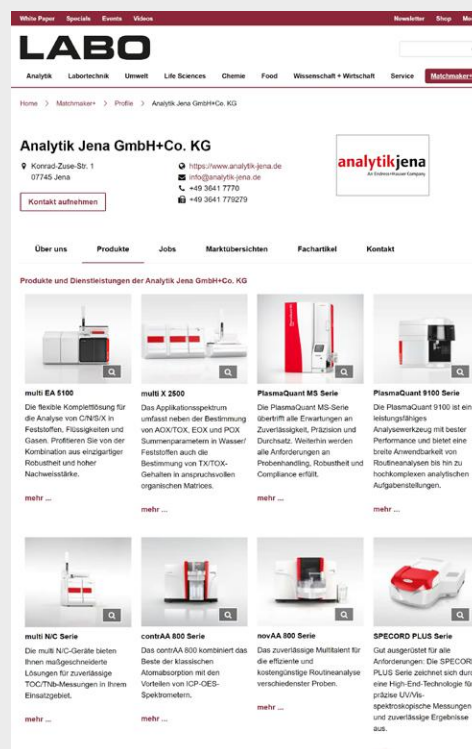 White Paper Specials Events Videos Newsletter Shop
LABO
Analytik Labortechnik Umwelt Life Sciences Chemie Food Wissenschaft + Wirtschaft Service Matchmaker+
Home > Matchmaker+ > Profile > Analytik Jena GmbH+Co. KG
Analytik Jena GmbH+Co. KG
Konrad-Zuse-Str. 1
07745 Jena
Kontakt aufnehmen
https://www.analytik-jena.de
info@analytik-jena.de
+49 3641 7770
+49 3641 779279
analytikjena
An Endress+Hauser Company
Über uns Produkte Jobs Marktübersichten Fachartikel Kontakt
Produkte und Dienstleistungen der Analytik Jena GmbH+Co. KG
multi EA 5100
Die flexible Komplettlösung für
die Analyse von C/N/S/X in
Feststoffen, Flüssigkeiten und
Gasen. Profitieren Sie von der
Kombination aus einzigartiger
Robustheit und hoher
Nachweisstärke.
mehr ...
multi X 2500
Das Applikationsspektrum
umfasst neben der Bestimmung
von AOX/TOX, EOX und POX
Summenparametern in Wasser/
Feststoffen auch die
Bestimmung von TX/TOX-
Gehalten in anspruchsvollen
organischen Matrices.
mehr ...
PlasmaQuant MS Serie
Die PlasmaQuant MS-Serie
übertrifft alle Erwartungen an
Zuverlässigkeit, Präzision und
Durchsatz. Weiterhin werden
alle Anforderungen an
Probenhandling, Robustheit und
Compliance erfüllt.
mehr ...
PlasmaQuant 9100 Serie
Die PlasmaQuant 9100 ist ein
leistungsfähiges
Analysewerkzeug mit bester
Performance und bietet eine
breite Anwendbarkeit von
Routineanalysen bis hin zu
hochkomplexen analytischen
Aufgabenstellungen.
mehr ...
multi N/C Serie
Die multi N/C-Geräte bieten
Ihnen maßgeschneiderte
Lösungen für zuverlässige
TOC/TNb-Messungen in Ihrem
Einsatzgebiet.
mehr ...
contrAA 800 Serie
Das contrAA 800 kombiniert das
Beste der klassischen
Atomabsorption mit den
Vorteilen von ICP-OES-
Spektrometern.
mehr ...
novAA 800 Serie
Das zuverlässige Multitalent für
die effiziente und
kostengünstige Routineanalyse
verschiedenster Proben.
mehr ...
SPECORD PLUS Serie
Gut ausgerüstet für alle
Anforderungen: Die SPECORD
PLUS Serie zeichnet sich durch
eine High-End-Technologie für
präzise UV/Vis-
spektroskopische Messungen
und zuverlässige Ergebnisse
aus.